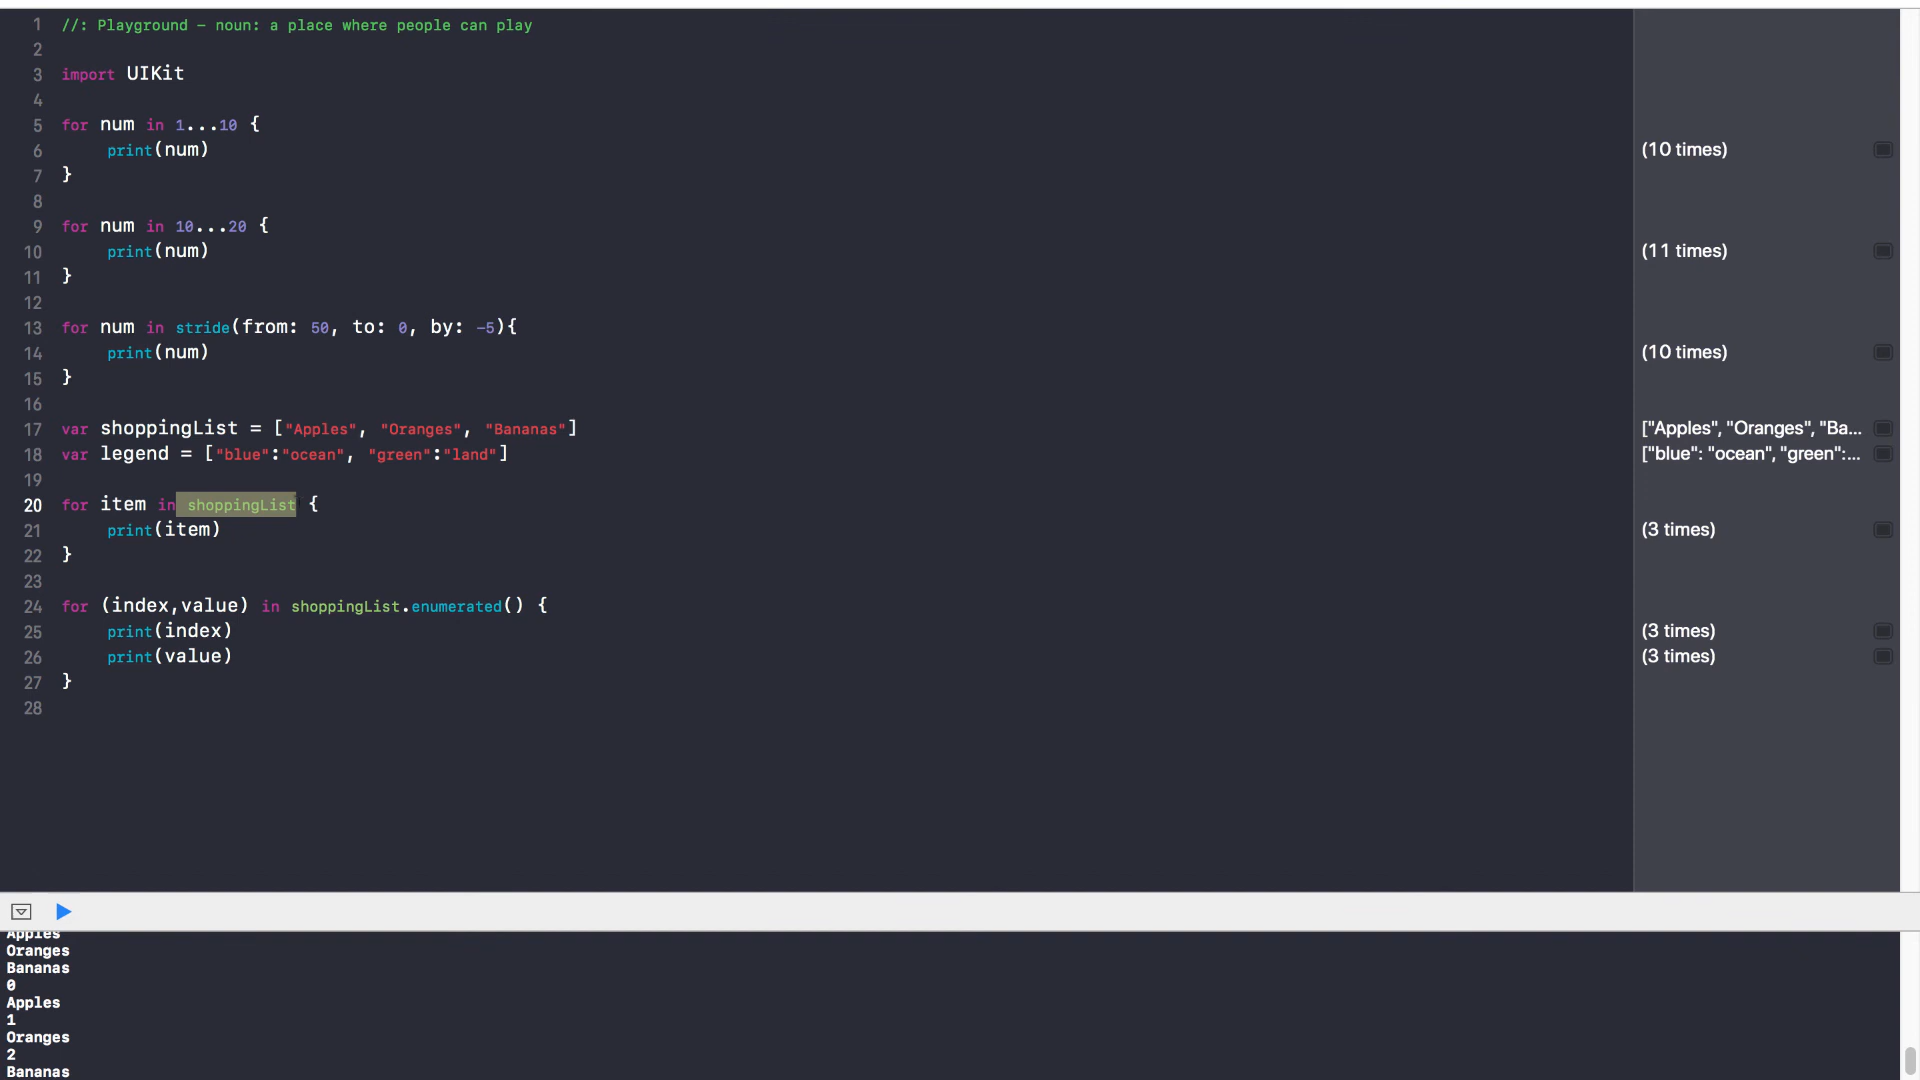 1 //: Playground - noun: a place where people can play
2
3 import UIKit
4
5 for num in 1...10 {
6 print(num) (10 times)
7 }
8
9 for num in 10...20 {
10 print(num) (11 times)
11 }
12
13 for num in stride(from: 50, to: 0, by: -5){
14 print(num) (10 times)
15 }
16
17 var shoppingList = ["Apples", "Oranges", "Bananas"] ["Apples", "Oranges", "Ba...
18 var legend = ["blue":"ocean", "green":"land"] ["blue": "ocean", "green":...
19
20 for item in shoppingList {
21 print(item) (3 times)
22 }
23
24 for (index,value) in shoppingList.enumerated() {
25 print(index) (3 times)
26 print(value) (3 times)
27 }
28
Apples
Oranges
Bananas
0
Apples
1
Oranges
2
Bananas